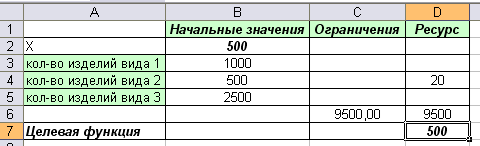 A B C D
1 Начальные значения Ограничения Ресурс
2 X 500
3 кол-во изделий вида 1 1000
4 кол-во изделий вида 2 500 20
5 кол-во изделий вида 3 2500
6 9500,00 9500
7 Целевая функция 500